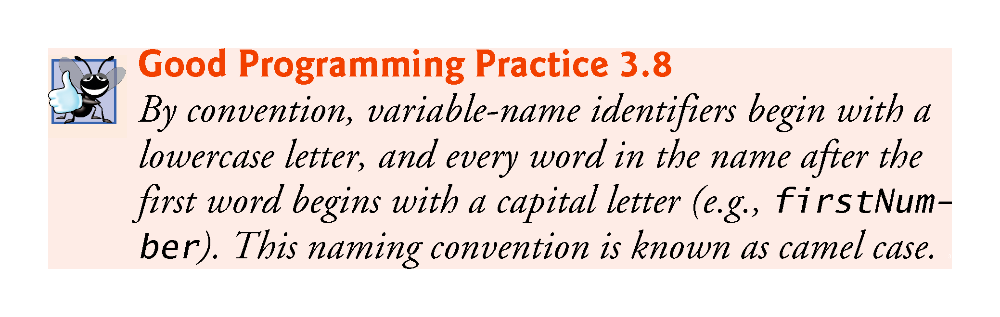 Good Programming Practice 3.8
By convention, variable-name identifiers begin with a
lowercase letter, and every word in the name after the
first word begins with a capital letter (e.g., firstNum-
ber). This naming convention is known as camel case.